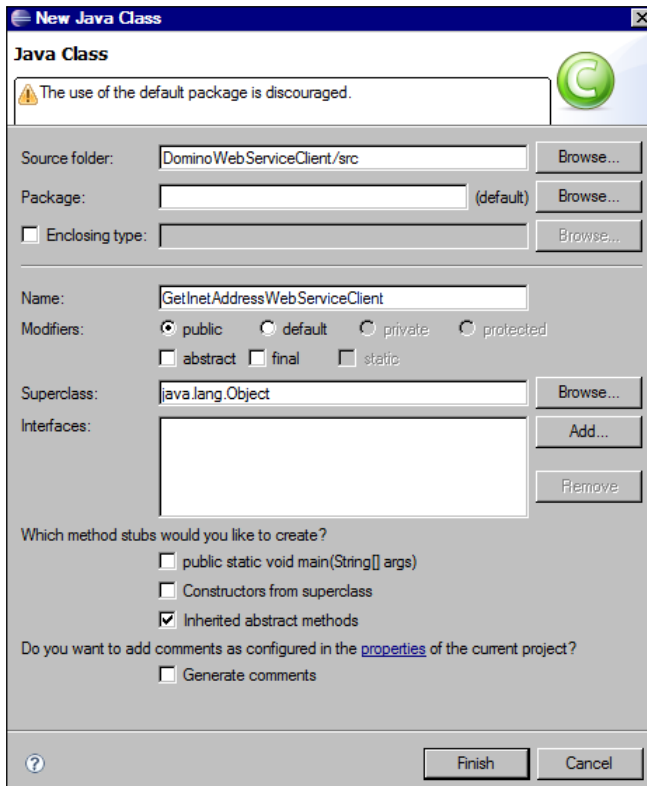 New Java Class
Java Class
The use of the default package is discouraged.
C
Source folder: DominoWebServiceClient/src Browse...
Package: (default) Browse...
Enclosing type: Browse...
Name: GetInetAddressWebServiceClient
Modifiers: public default private protected
abstract final static
Superclass: java.lang.Object Browse...
Interfaces: Add...
Remove
Which method stubs would you like to create?
public static void main(String[] args)
Constructors from superclass
Inherited abstract methods
Do you want to add comments as configured in the properties of the current project?
Generate comments
? Finish Cancel